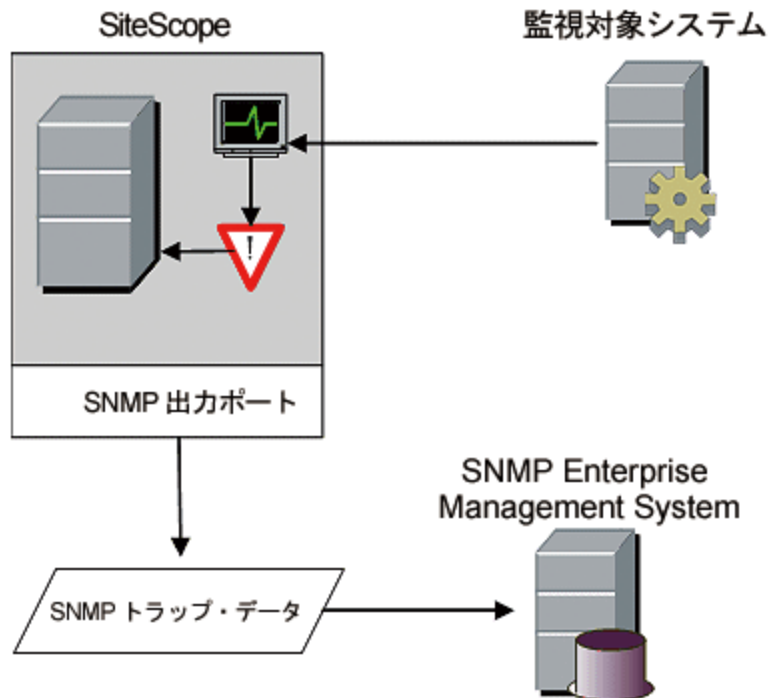 SiteScope
監視対象システム
!
SNMP 出力ポート
SNMP Enterprise
Management System
SNMP トラップ・データ